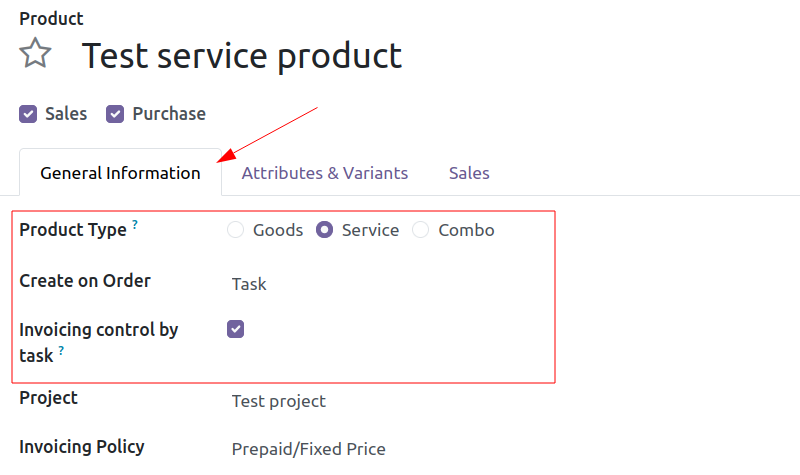 Product
Test service product
Sales Purchase
General Information Attributes & Variants Sales
Product Type ? Goods Service Combo
Create on Order Task
Invoicing control by
task ?
Project Test project
Invoicing Policy Prepaid/Fixed Price